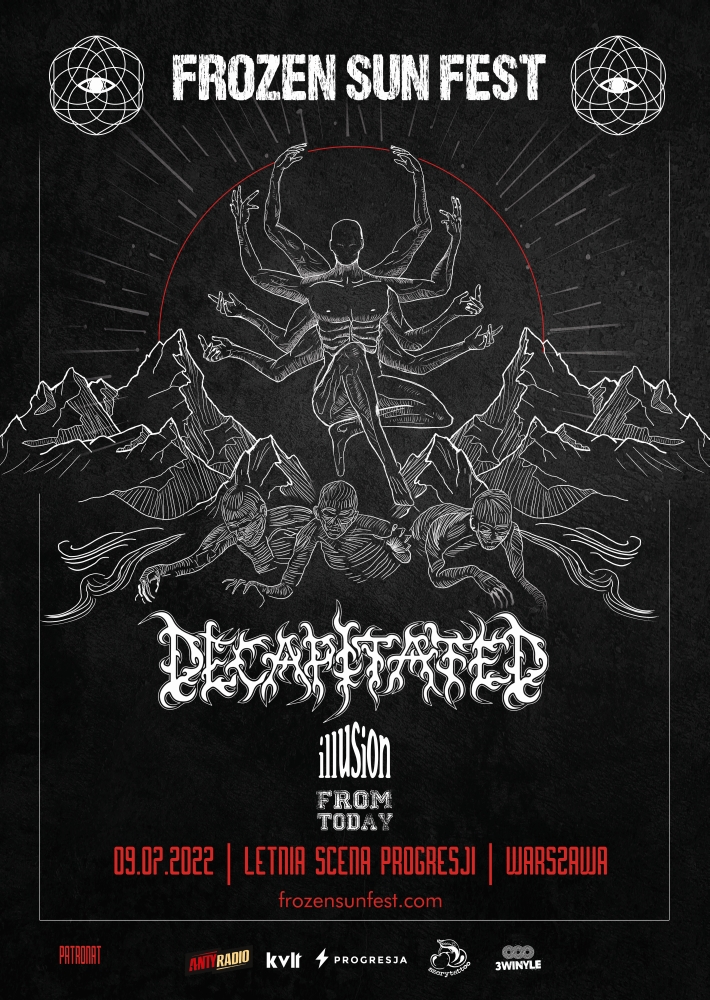 FROZEN SUN FEST
DECAPITATED
illusion
FROM
TODAY
09.07.2022 | LETNIA SCENA PROGRESJI | WARSZAWA
frozensunfest.com
PATRONAT
ANTYRADIO
kvlt
PROGRESJA
scarytattoo
3WINYLE